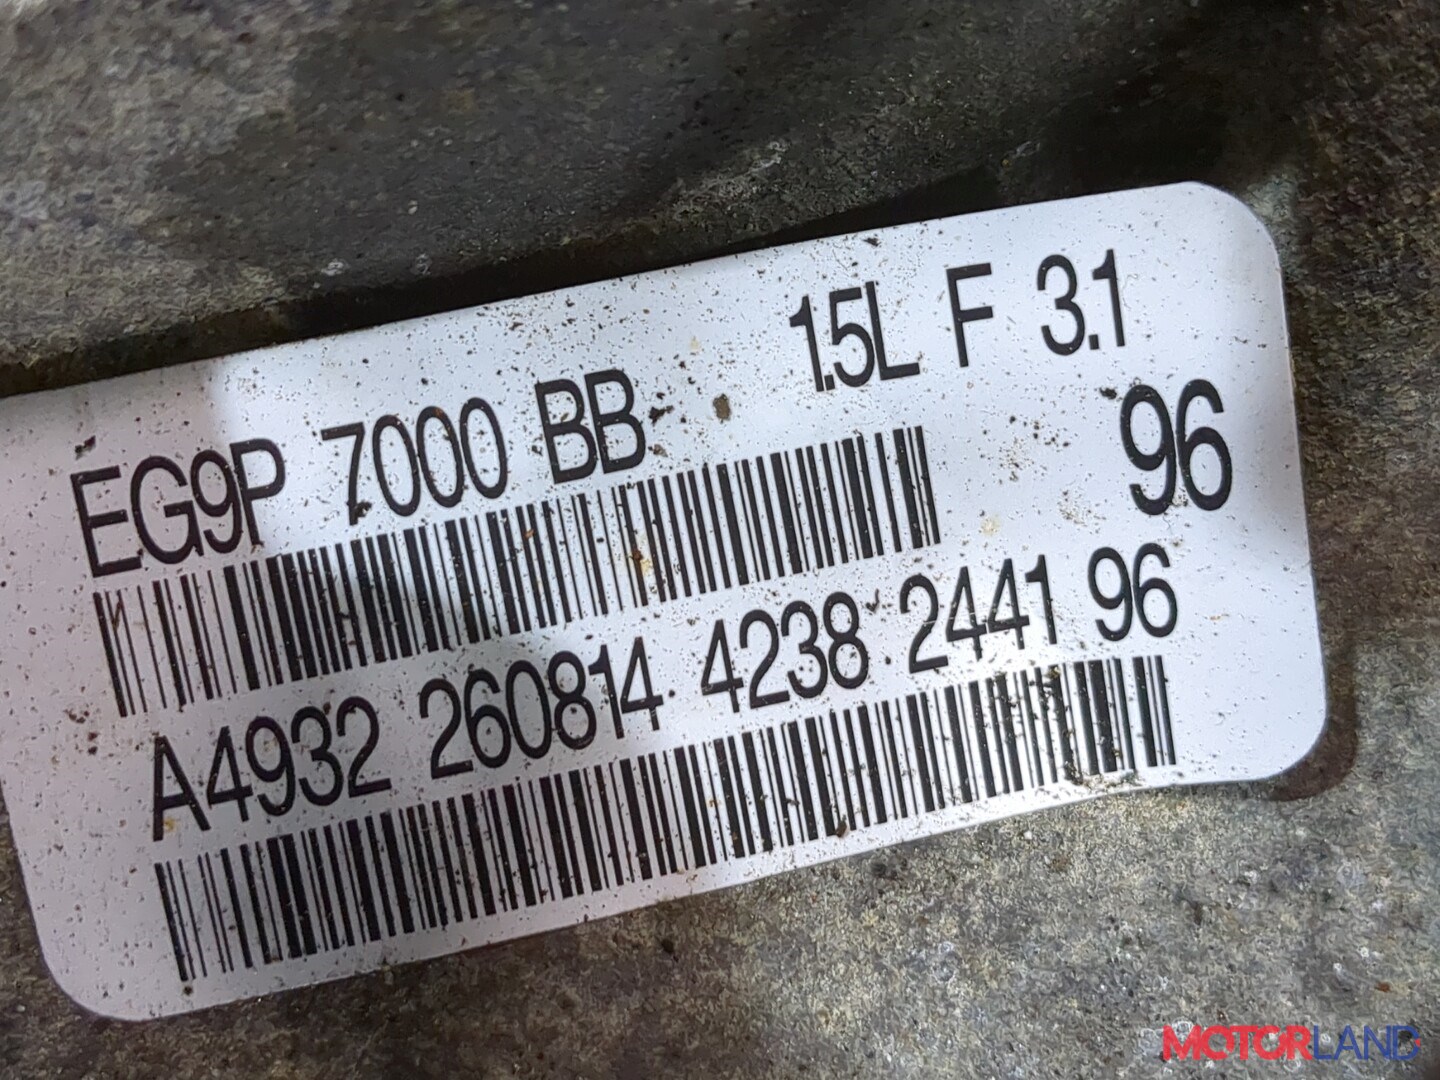 1.5L F 3.1
EG9P 7000 BB
96
A4932 260814 4238 2441 96
MOTORLAND